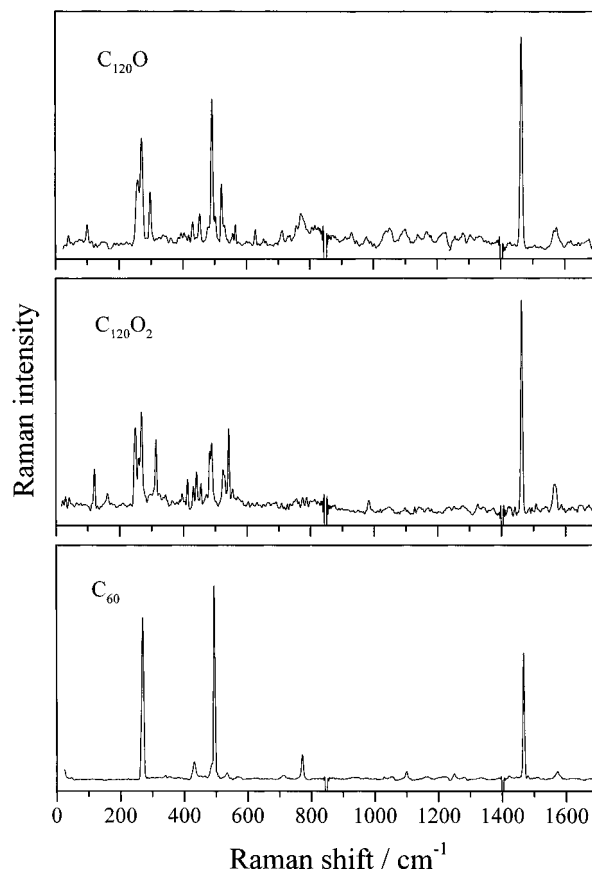 C₁₂₀O
C₁₂₀O₂
C₆₀
Raman intensity
0 200 400 600 800 1000 1200 1400 1600
Raman shift / cm⁻¹